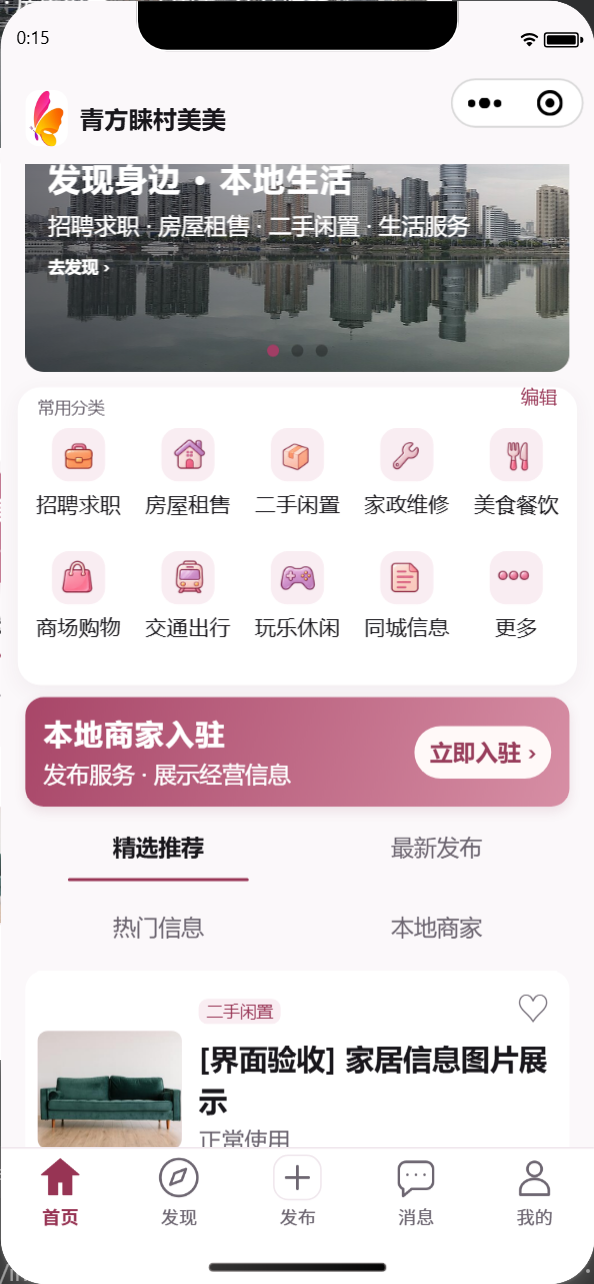 0:15
青方睐村美美
发现身边 • 本地生活
招聘求职 · 房屋租售 · 二手闲置 · 生活服务
去发现 ›
常用分类
编辑
招聘求职 房屋租售 二手闲置 家政维修 美食餐饮
商场购物 交通出行 玩乐休闲 同城信息 更多
本地商家入驻
发布服务 · 展示经营信息
立即入驻 ›
精选推荐 最新发布
热门信息 本地商家
二手闲置
[界面验收] 家居信息图片展
示
正常使用
首页 发现 发布 消息 我的